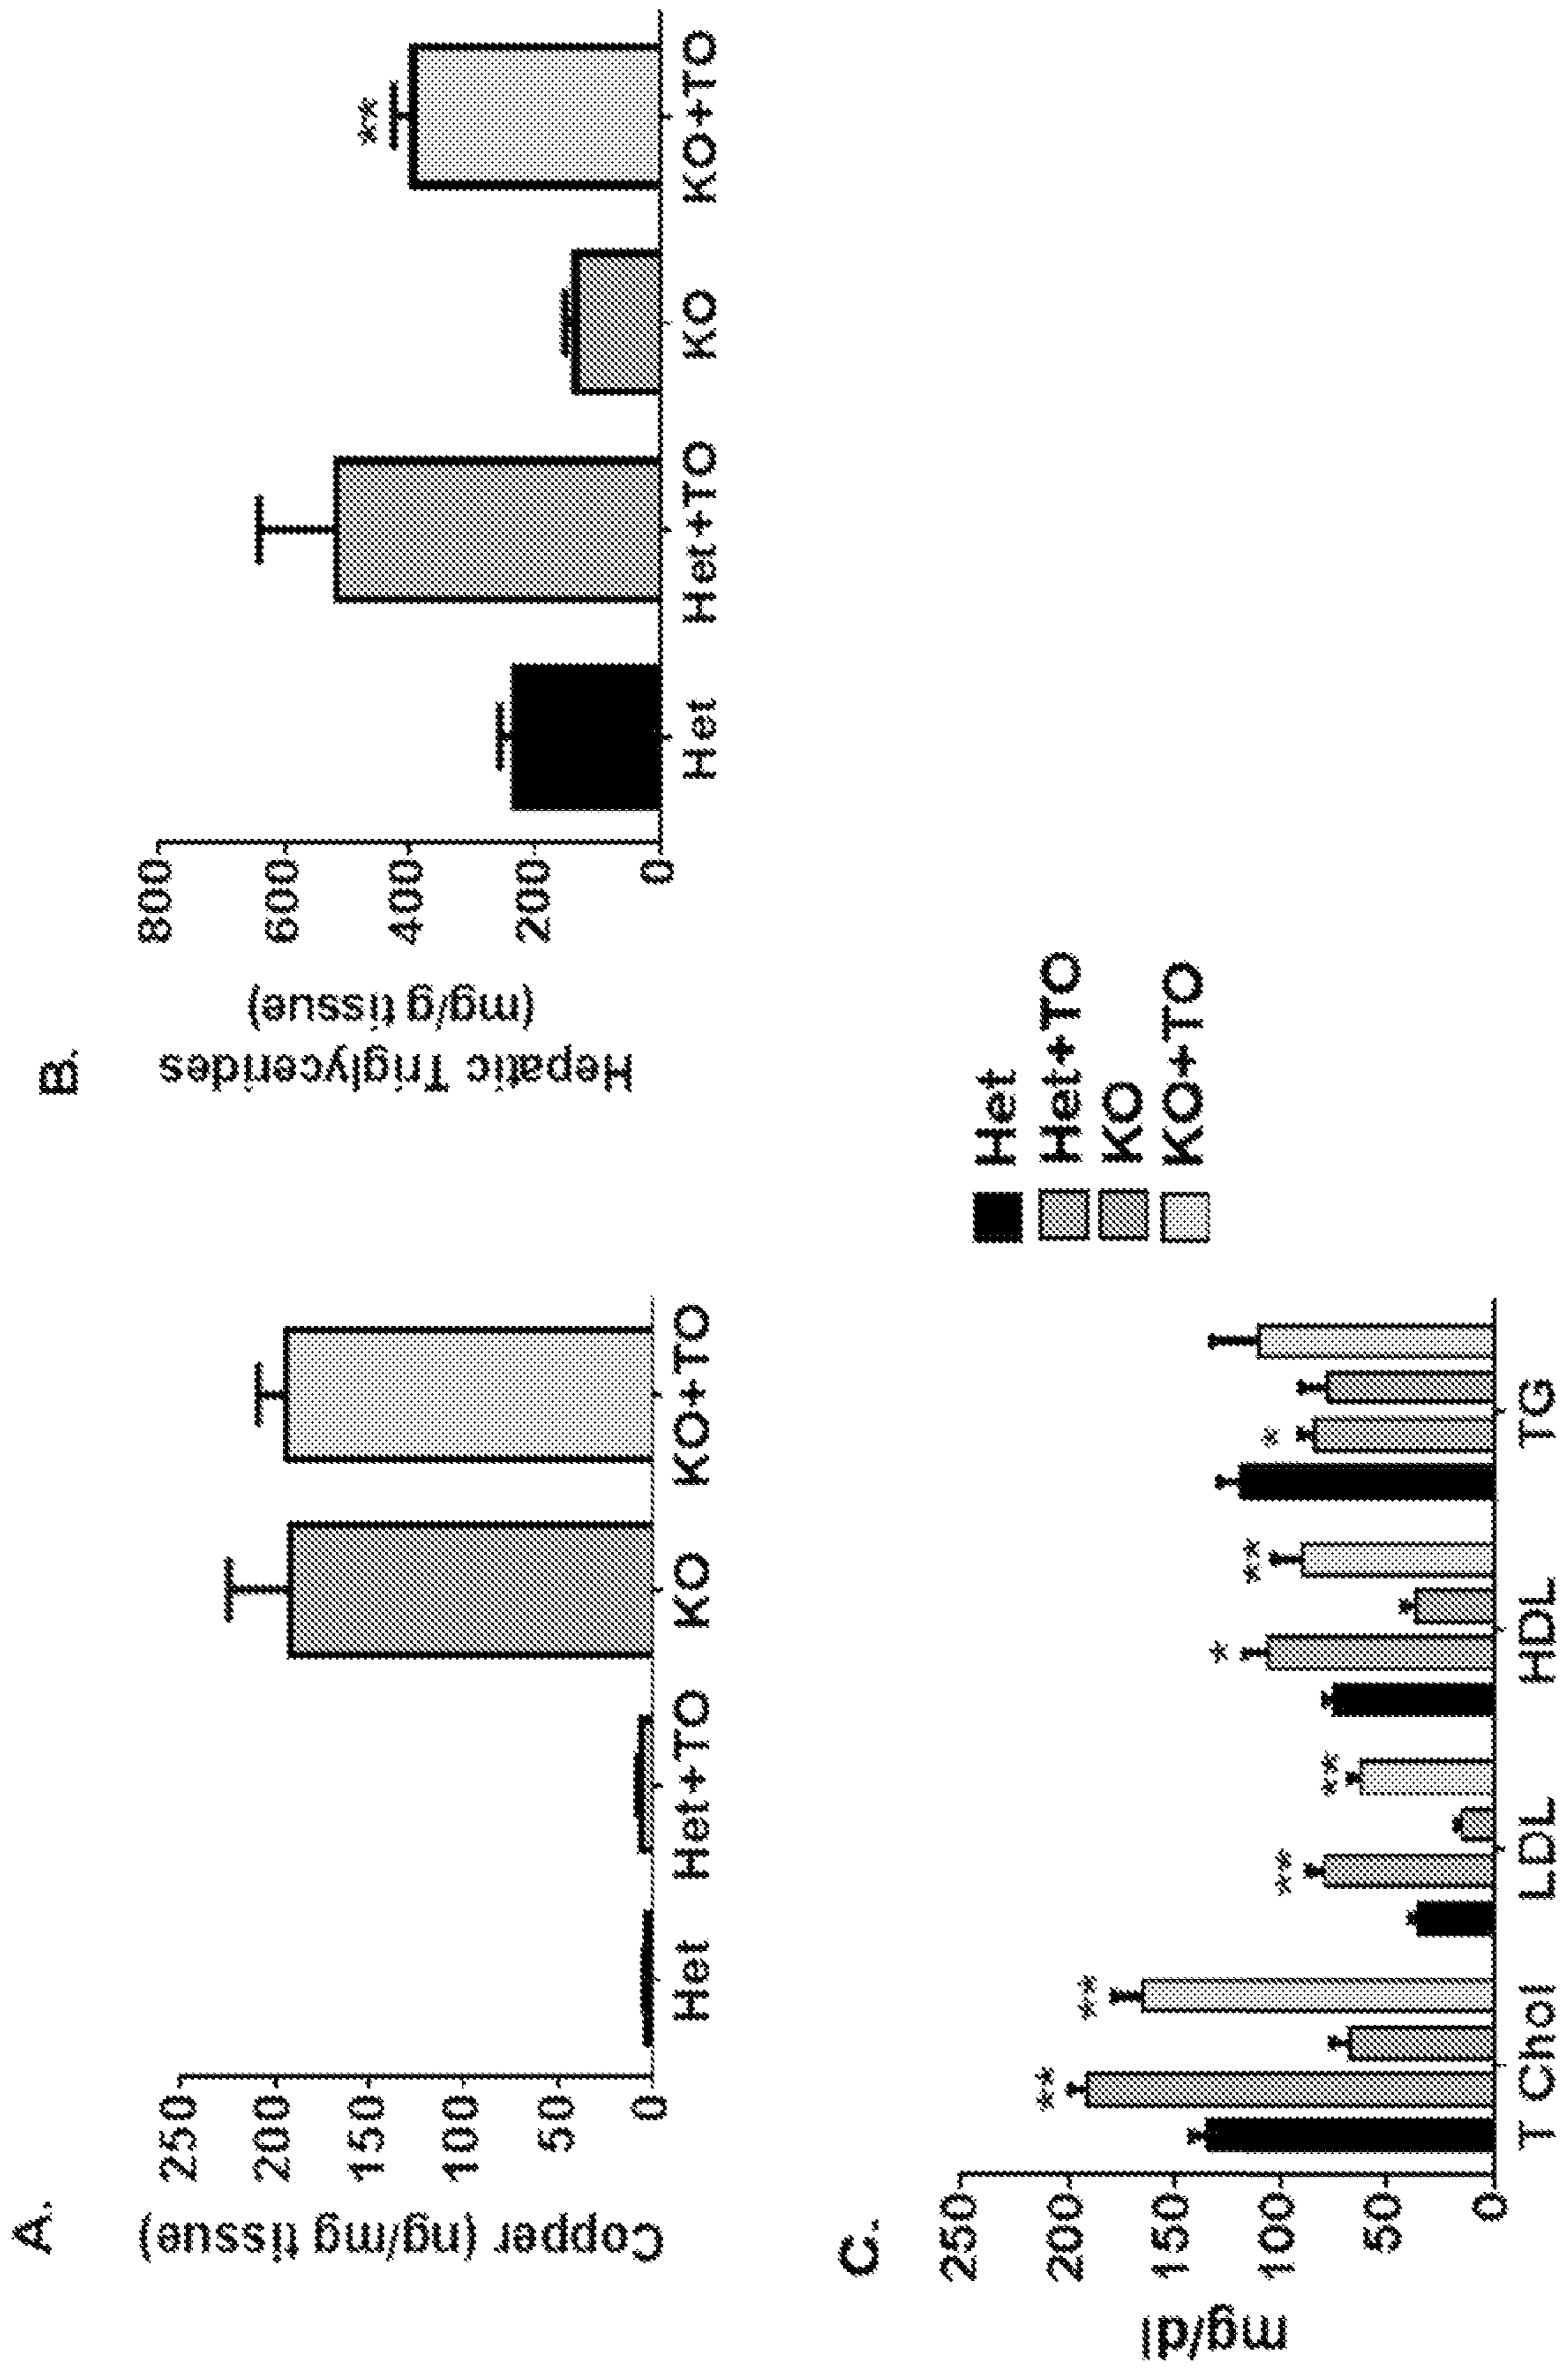 A.
Copper (ng/mg tissue)
250
200
150
100
50
0
Het Het+TO KO KO+TO
B.
Hepatic Triglycerides
(mg/g tissue)
800
600
400
200
0
**
Het Het+TO KO KO+TO
C.
mg/dl
250
200
150
100
50
0
** ** ** ** * ** *
T Chol LDL HDL TG
Het
Het+TO
KO
KO+TO